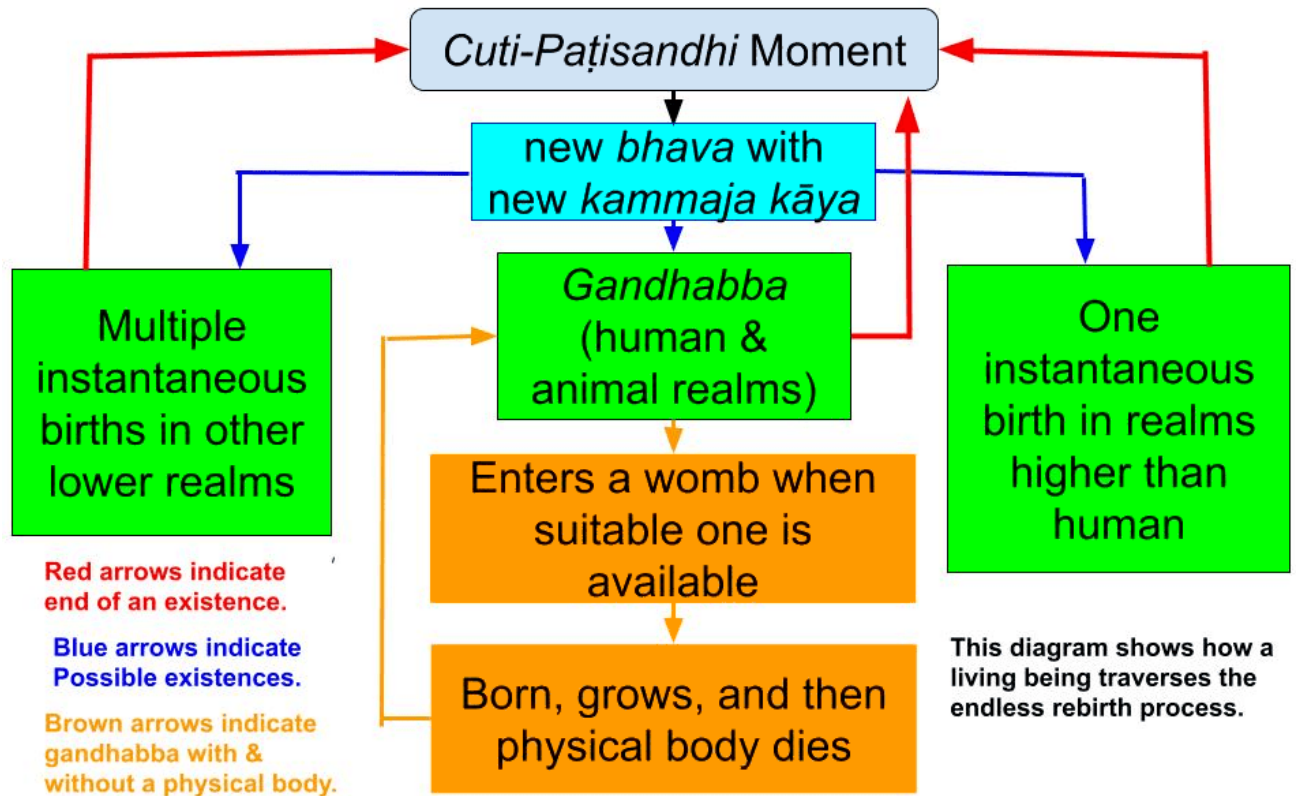 Cuti-Paṭisandhi Moment
new bhava with
new kammaja kāya
Multiple
instantaneous
births in other
lower realms
Gandhabba
(human &
animal realms)
One
instantaneous
birth in realms
higher than
human
Enters a womb when
suitable one is
available
Born, grows, and then
physical body dies
Red arrows indicate
end of an existence.
Blue arrows indicate
Possible existences.
Brown arrows indicate
gandhabba with &
without a physical body.
This diagram shows how a
living being traverses the
endless rebirth process.